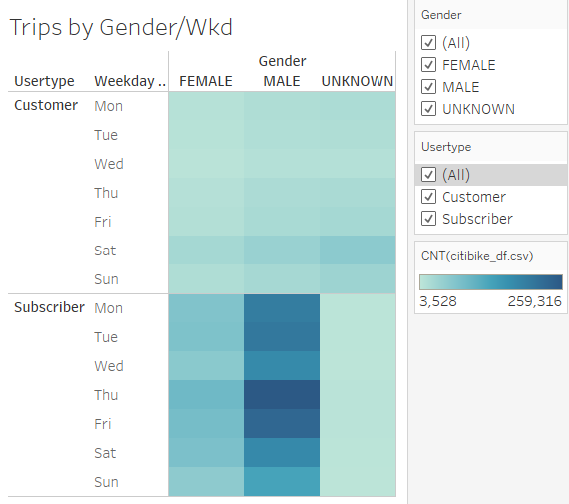 Trips by Gender/Wkd
Gender
Usertype Weekday .. FEMALE MALE UNKNOWN
Customer Mon
Tue
Wed
Thu
Fri
Sat
Sun
Subscriber Mon
Tue
Wed
Thu
Fri
Sat
Sun
Gender
(All)
FEMALE
MALE
UNKNOWN
Usertype
(All)
Customer
Subscriber
CNT(citibike_df.csv)
3,528 259,316